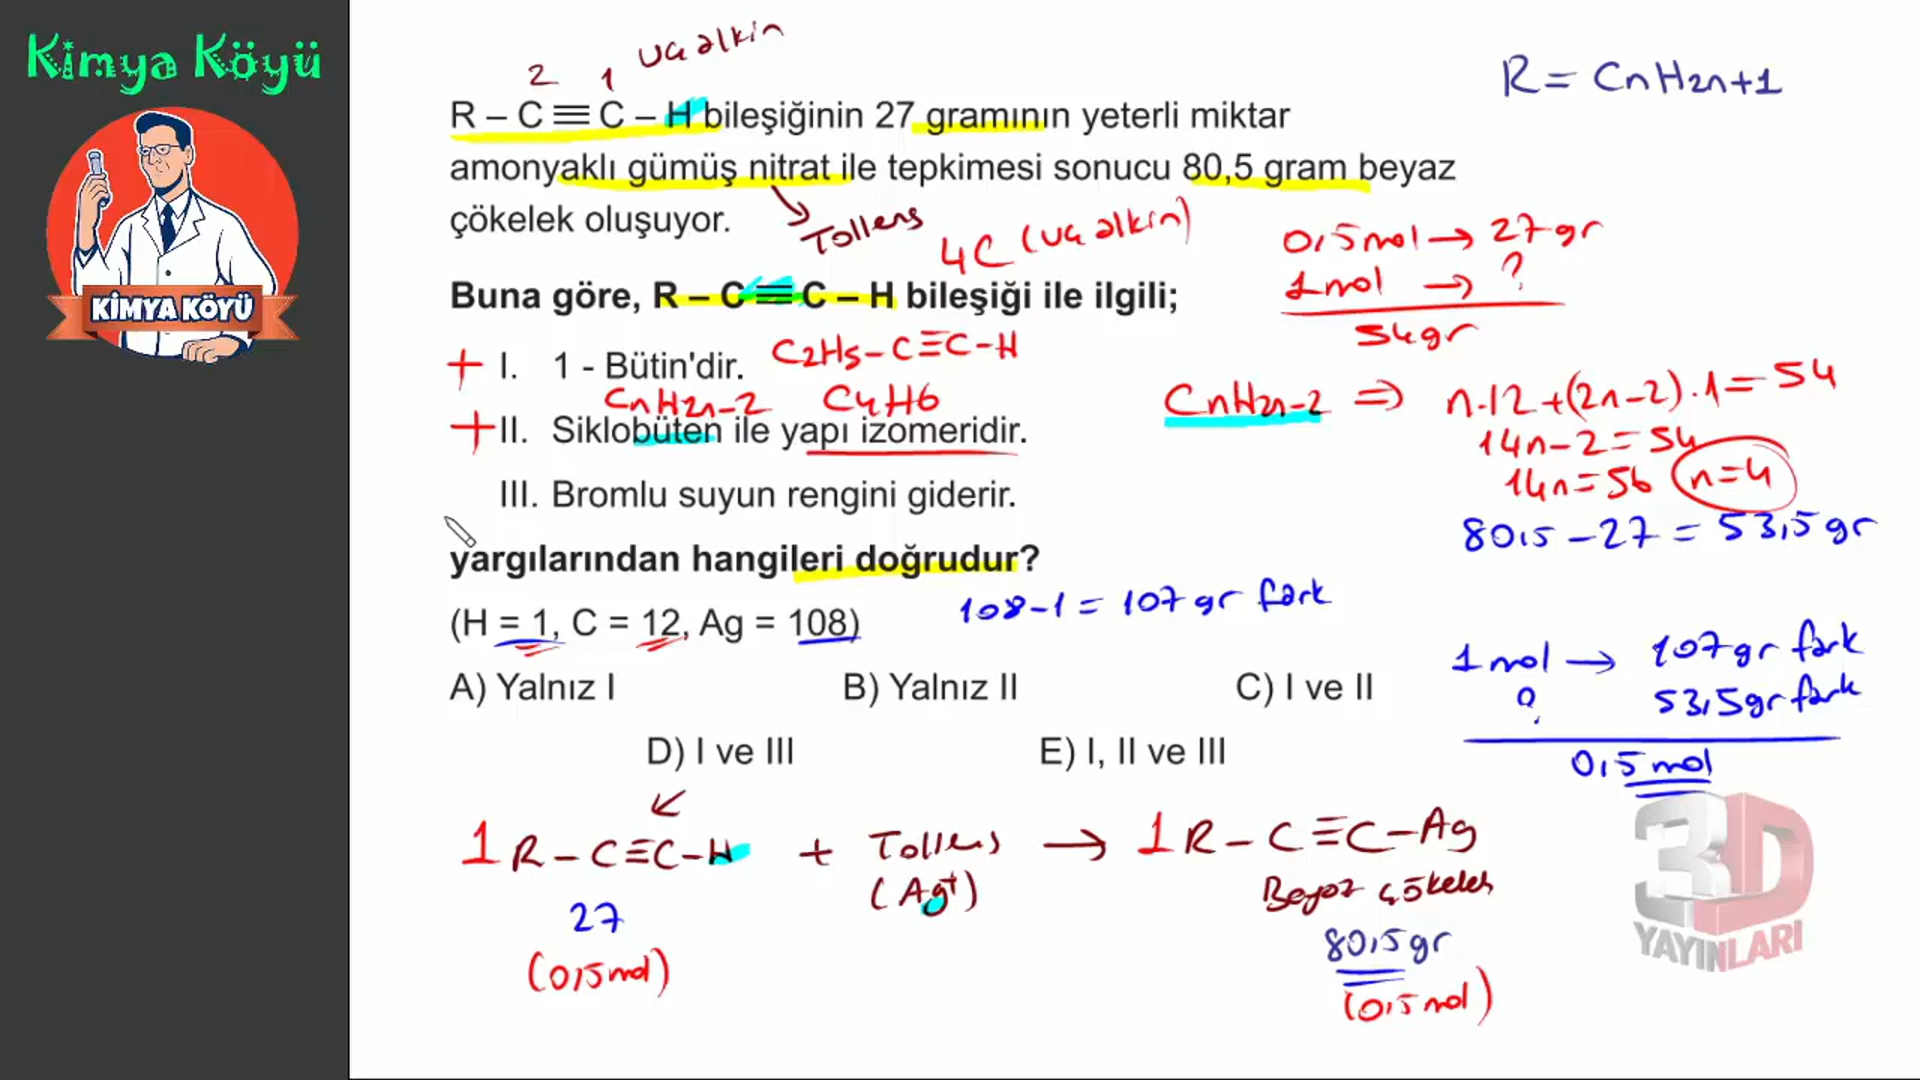 Kimya Köyü
KİMYA KÖYÜ
2 1 uç alkin
R = CnH2n+1
R – C ≡ C – H bileşiğinin 27 gramının yeterli miktar
amonyaklı gümüş nitrat ile tepkimesi sonucu 80,5 gram beyaz
çökelek oluşuyor.
Tollens
4C (uç alkin)
0,5 mol → 27 gr
1 mol → ?
54 gr
Buna göre, R – C ≡ C – H bileşiği ile ilgili;
+ I. 1 - Bütin'dir. C2H5-C≡C-H
CnH2n-2 C4H6
+ II. Siklobüten ile yapı izomeridir.
III. Bromlu suyun rengini giderir.
CnH2n-2 ⇒ n.12+(2n-2).1=54
14n-2=54
14n=56 n=4
80,5 - 27 = 53,5 gr
yargılarından hangileri doğrudur?
(H = 1, C = 12, Ag = 108)
108-1 = 107 gr fark
1 mol → 107 gr fark
? 53,5 gr fark
0,5 mol
A) Yalnız I B) Yalnız II C) I ve II
D) I ve III E) I, II ve III
1 R – C≡C-H + Tollens → 1 R – C≡C-Ag
(Ag+) Beyaz çökelek
27 80,5 gr
(0,5 mol) (0,5 mol)
3D
YAYINLARI